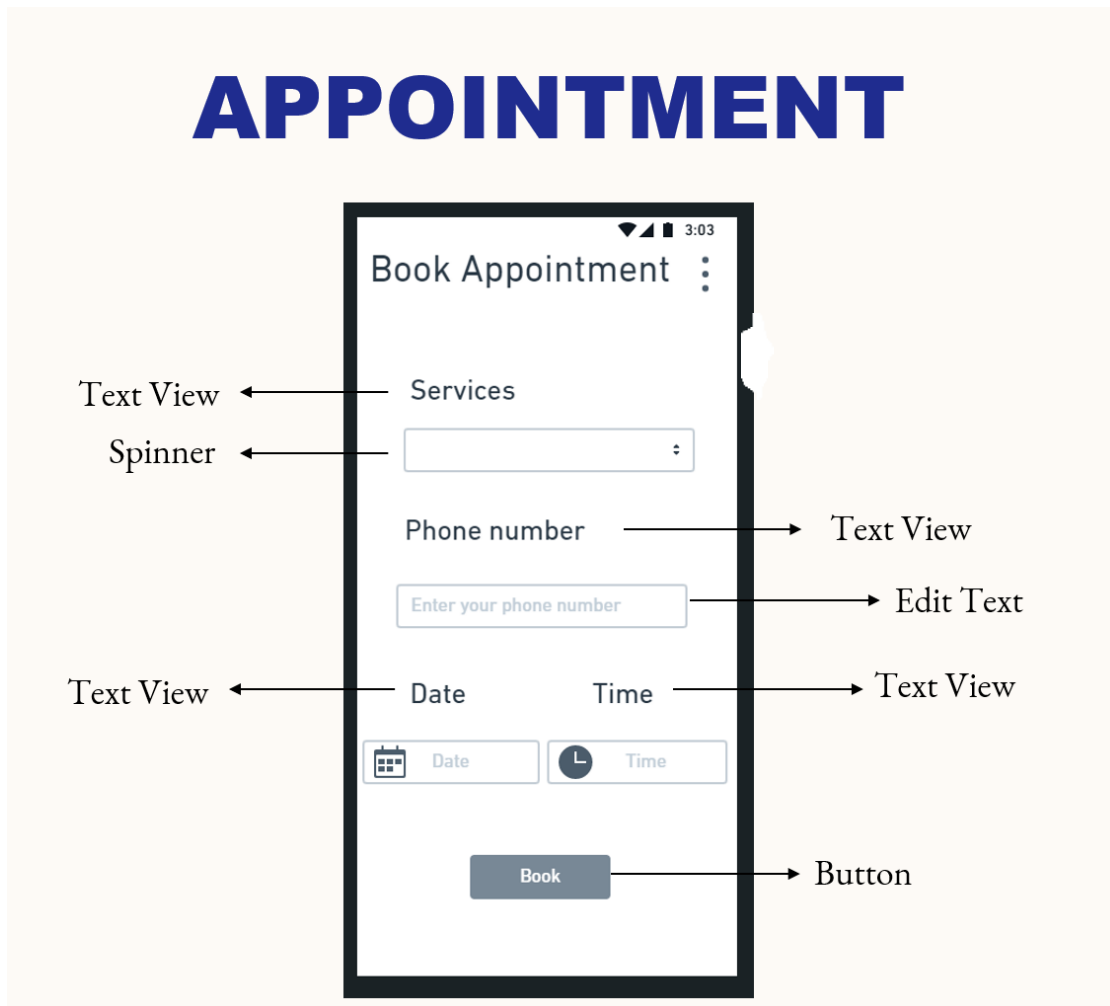 APPOINTMENT
3:03
Book Appointment
Text View
Services
Spinner
Phone number
Text View
Enter your phone number
Edit Text
Text View
Date
Time
Text View
Date
Time
Book
Button